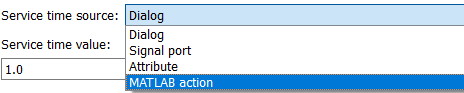 Service time source: Dialog
Dialog
Signal port
Service time value:
Attribute
1.0
MATLAB action